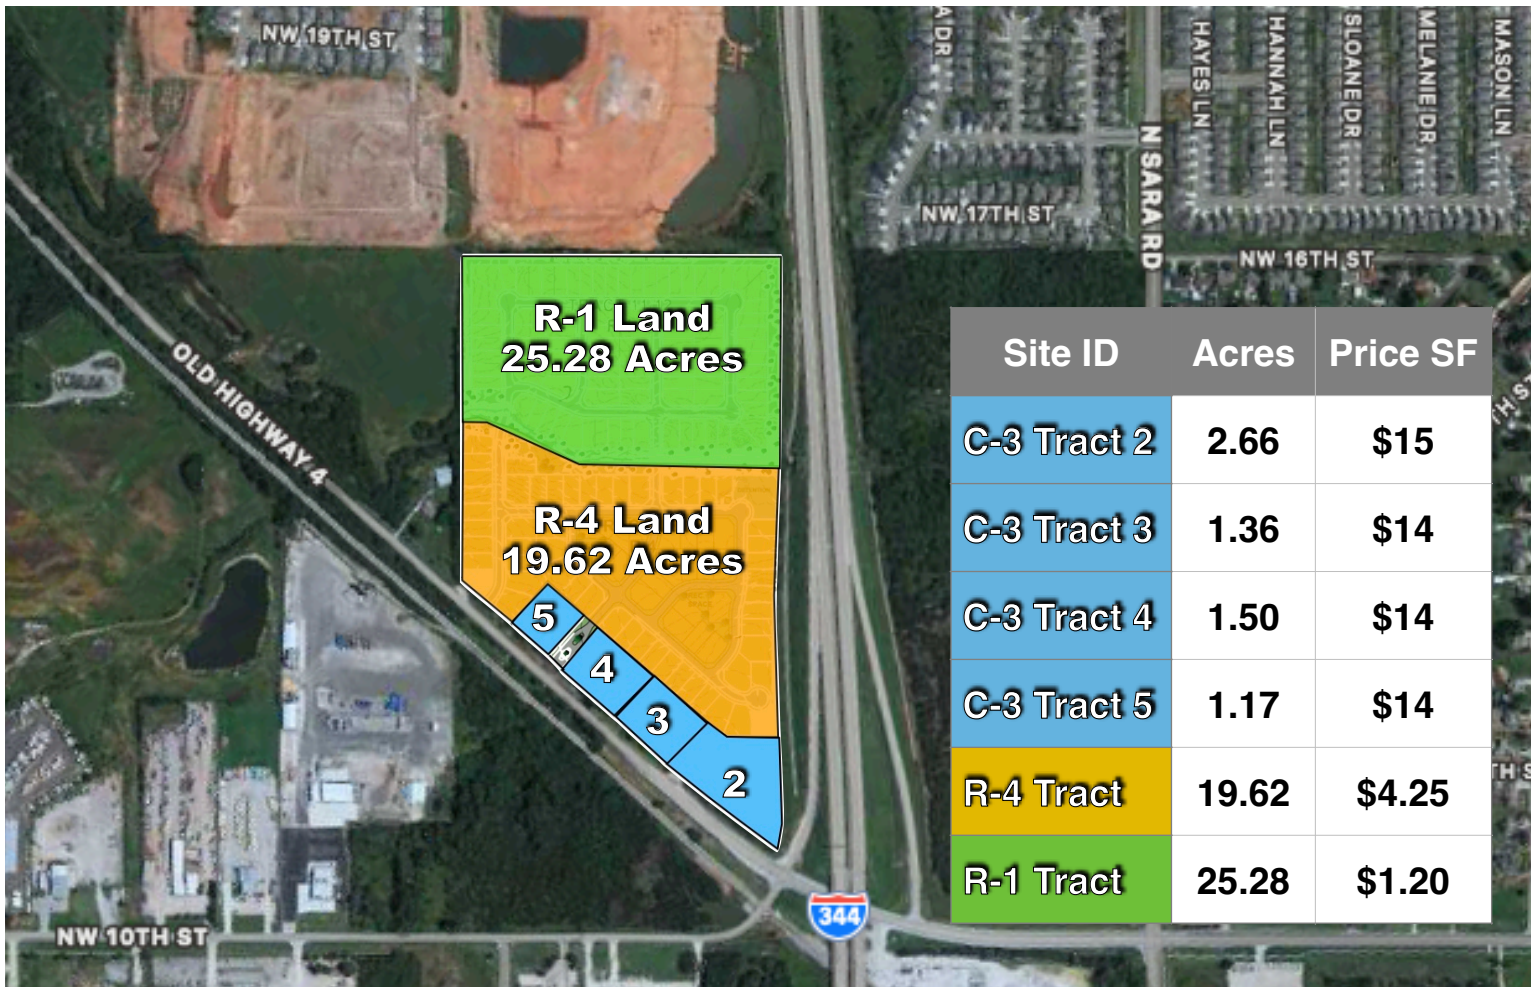 NW 19TH ST
A DR
N SARA RD
HAYES LN
HANNAH LN
SLOANE DR
MELANIE DR
MASON LN
NW 17TH ST
NW 16TH ST
OLD HIGHWAY 4
R-1 Land
25.28 Acres
R-4 Land
19.62 Acres
5
4
3
2
Site ID Acres Price SF
C-3 Tract 2 2.66 $15
C-3 Tract 3 1.36 $14
C-3 Tract 4 1.50 $14
C-3 Tract 5 1.17 $14
R-4 Tract 19.62 $4.25
R-1 Tract 25.28 $1.20
TH ST
TH S
344
NW 10TH ST